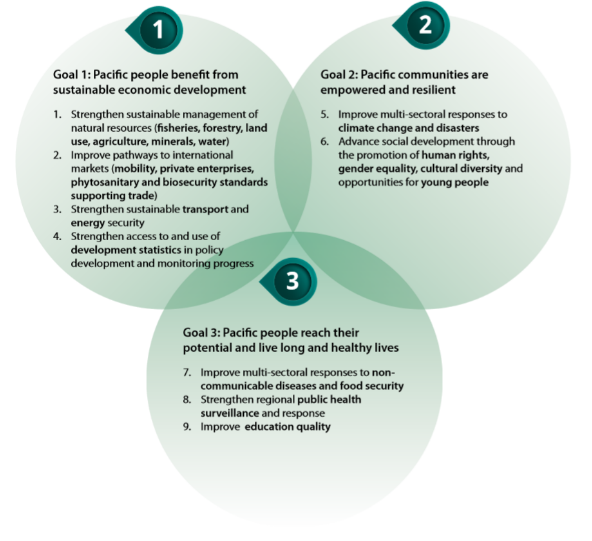 1
Goal 1: Pacific people benefit from
sustainable economic development
1. Strengthen sustainable management of
natural resources (fisheries, forestry, land
use, agriculture, minerals, water)
2. Improve pathways to international
markets (mobility, private enterprises,
phytosanitary and biosecurity standards
supporting trade)
3. Strengthen sustainable transport and
energy security
4. Strengthen access to and use of
development statistics in policy
development and monitoring progress
2
Goal 2: Pacific communities are
empowered and resilient
5. Improve multi-sectoral responses to
climate change and disasters
6. Advance social development through
the promotion of human rights,
gender equality, cultural diversity and
opportunities for young people
3
Goal 3: Pacific people reach their
potential and live long and healthy lives
7. Improve multi-sectoral responses to non-
communicable diseases and food security
8. Strengthen regional public health
surveillance and response
9. Improve education quality